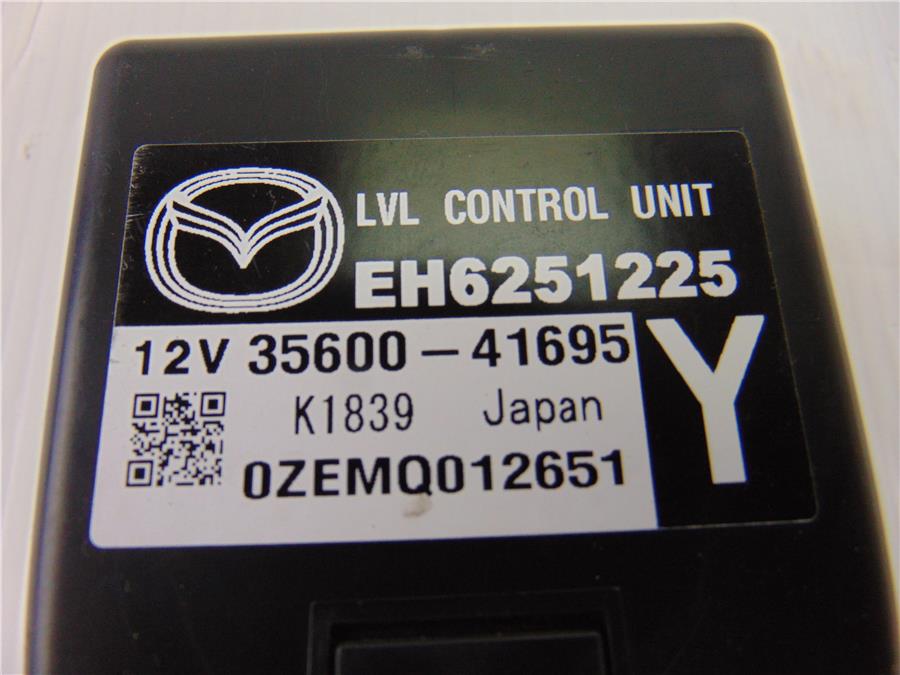 LVL CONTROL UNIT
EH6251225
12V 35600-41695
Y
K1839 Japan
0ZEMQ012651